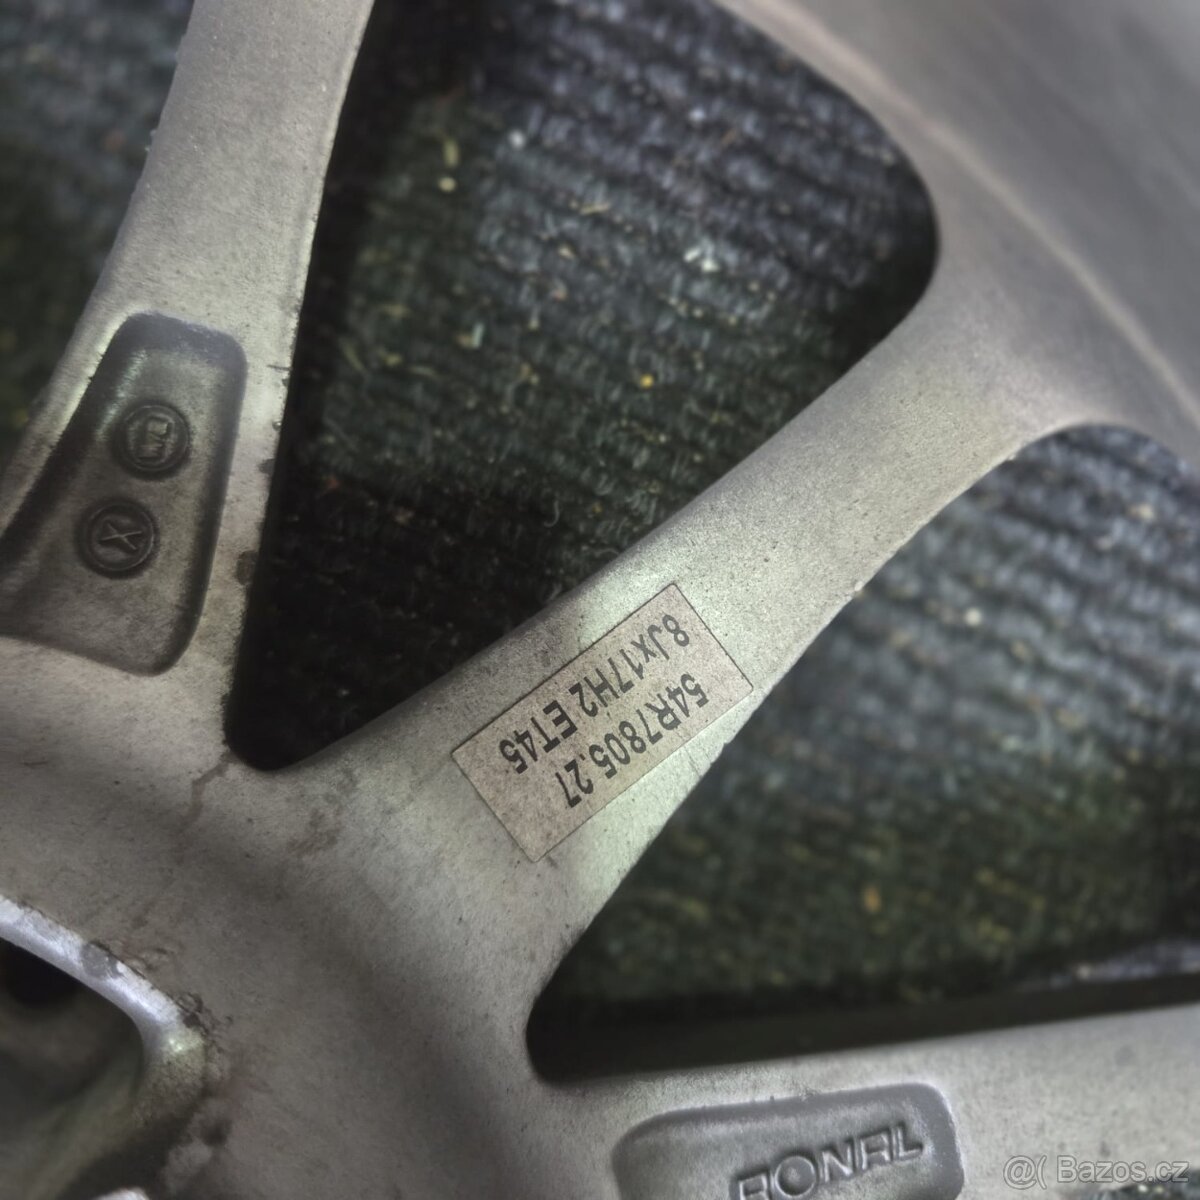 54R7805.27
8Jx17H2 ET45
RONAL
@( Bazos.cz